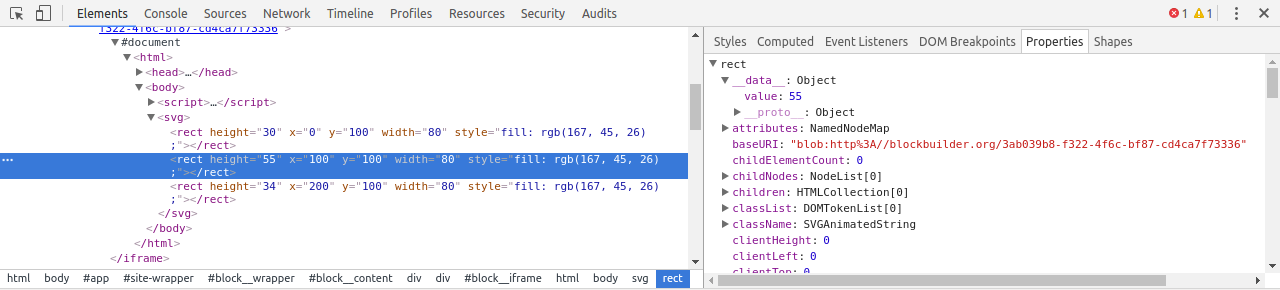 Elements Console Sources Network Timeline Profiles Resources Security Audits 1 1
f322-4f6c-bf87-cd4ca7f73336">
#document
<html>
<head>…</head>
<body>
<script>…</script>
<svg>
<rect height="30" x="0" y="100" width="80" style="fill: rgb(167, 45, 26)
;"></rect>
<rect height="55" x="100" y="100" width="80" style="fill: rgb(167, 45, 26)
;"></rect>
<rect height="34" x="200" y="100" width="80" style="fill: rgb(167, 45, 26)
;"></rect>
</svg>
</body>
</html>
</iframe>
html body #app #site-wrapper #block__wrapper #block__content div div #block__iframe html body svg rect
Styles Computed Event Listeners DOM Breakpoints Properties Shapes
rect
__data__: Object
value: 55
__proto__: Object
attributes: NamedNodeMap
baseURI: "blob:http%3A//blockbuilder.org/3ab039b8-f322-4f6c-bf87-cd4ca7f73336"
childElementCount: 0
childNodes: NodeList[0]
children: HTMLCollection[0]
classList: DOMTokenList[0]
className: SVGAnimatedString
clientHeight: 0
clientLeft: 0
clientTop: 0